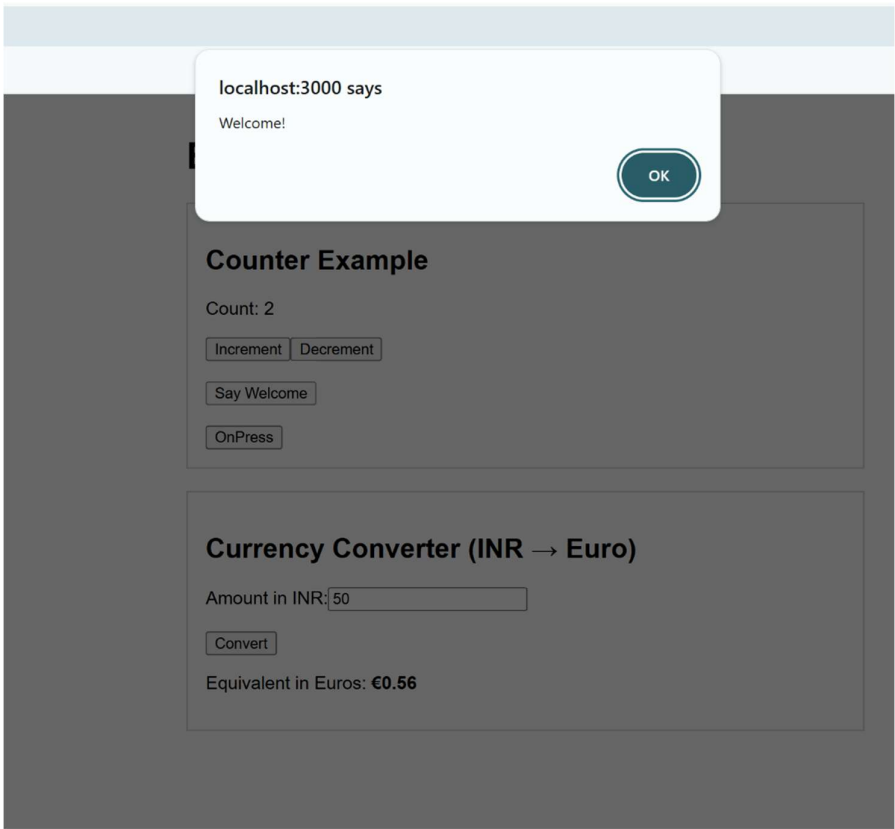 localhost:3000 says
Welcome!
OK
Counter Example
Count: 2
Increment Decrement
Say Welcome
OnPress
Currency Converter (INR → Euro)
Amount in INR: 50
Convert
Equivalent in Euros: €0.56